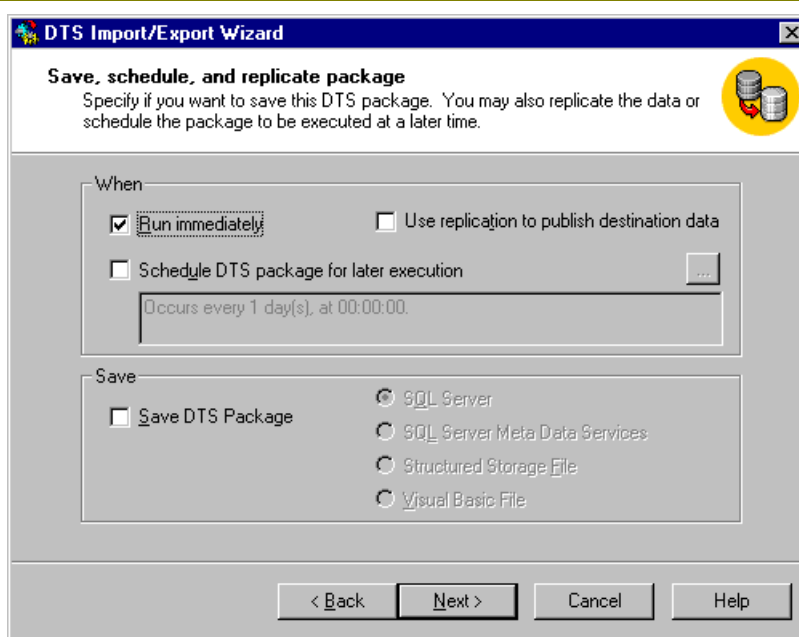 DTS Import/Export Wizard
Save, schedule, and replicate package
Specify if you want to save this DTS package. You may also replicate the data or
schedule the package to be executed at a later time.
When
Run immediately
Use replication to publish destination data
Schedule DTS package for later execution
...
Occurs every 1 day(s), at 00:00:00.
Save
Save DTS Package
SQL Server
SQL Server Meta Data Services
Structured Storage File
Visual Basic File
< Back
Next >
Cancel
Help